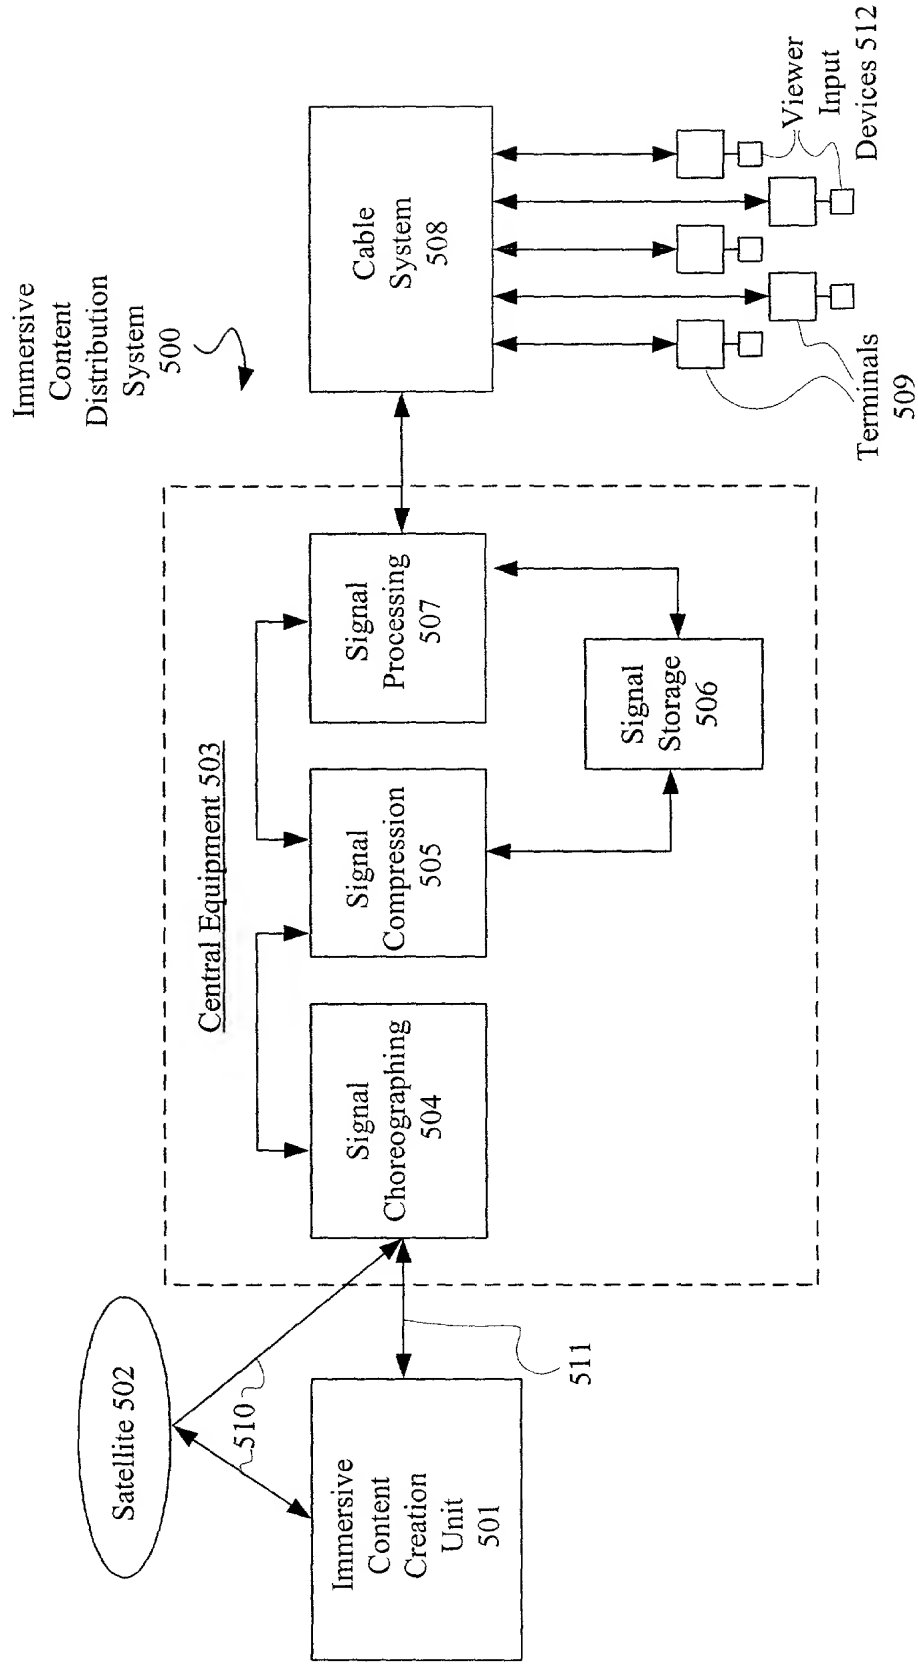 Immersive
Content
Distribution
System
500
Satellite 502
510
Immersive
Content
Creation
Unit
501
511
Central Equipment 503
Signal
Choreographing
504
Signal
Compression
505
Signal
Processing
507
Signal
Storage
506
Cable
System
508
Terminals
509
Viewer
Input
Devices 512